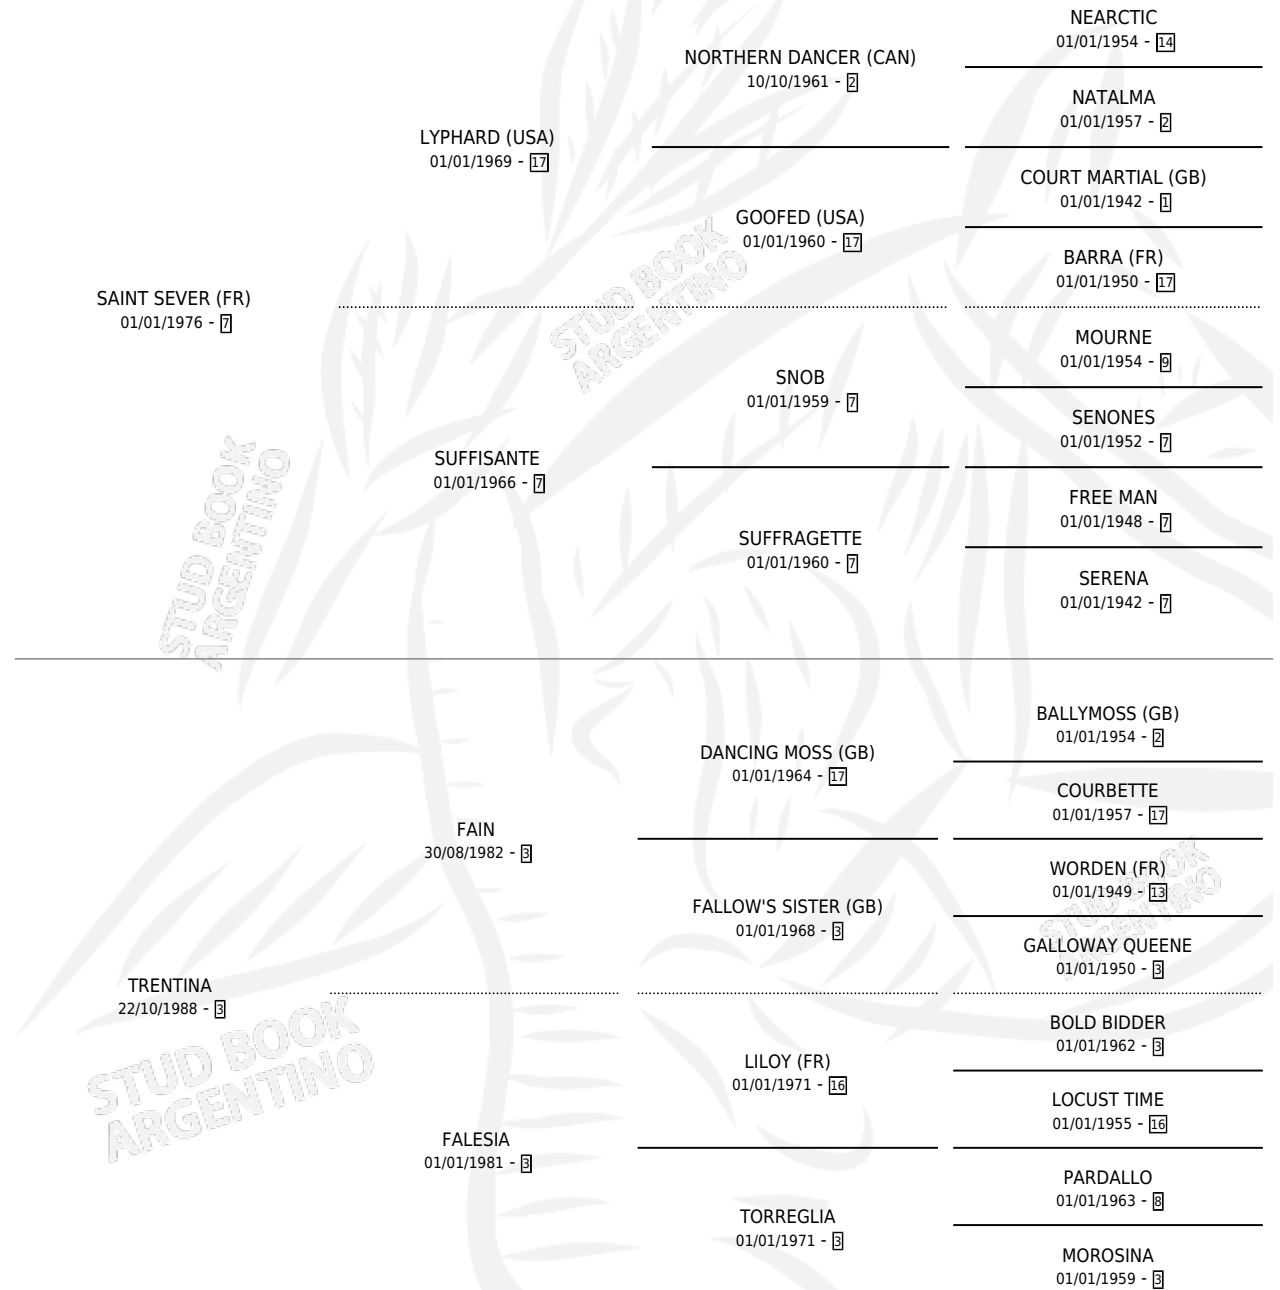 NEARCTIC
01/01/1954 - 14
NORTHERN DANCER (CAN)
10/10/1961 - 2
NATALMA
01/01/1957 - 2
LYPHARD (USA)
01/01/1969 - 17
COURT MARTIAL (GB)
01/01/1942 - 1
GOOFED (USA)
01/01/1960 - 17
BARRA (FR)
01/01/1950 - 17
SAINT SEVER (FR)
01/01/1976 - 7
STUD BOOK
ARGENTINO
MOURNE
01/01/1954 - 9
SNOB
01/01/1959 - 7
SENONES
01/01/1952 - 7
SUFFISANTE
01/01/1966 - 7
FREE MAN
01/01/1948 - 7
SUFFRAGETTE
01/01/1960 - 7
SERENA
01/01/1942 - 7
STUD BOOK
ARGENTINO
BALLYMOSS (GB)
01/01/1954 - 2
DANCING MOSS (GB)
01/01/1964 - 17
COURBETTE
01/01/1957 - 17
FAIN
30/08/1982 - 3
WORDEN (FR)
01/01/1949 - 13
FALLOW'S SISTER (GB)
01/01/1968 - 3
GALLOWAY QUEENE
01/01/1950 - 3
STUD BOOK
ARGENTINO
TRENTINA
22/10/1988 - 3
BOLD BIDDER
01/01/1962 - 3
LILOY (FR)
01/01/1971 - 16
LOCUST TIME
01/01/1955 - 16
STUD BOOK
ARGENTINO
FALESIA
01/01/1981 - 3
PARDALLO
01/01/1963 - 8
TORREGLIA
01/01/1971 - 3
MOROSINA
01/01/1959 - 3